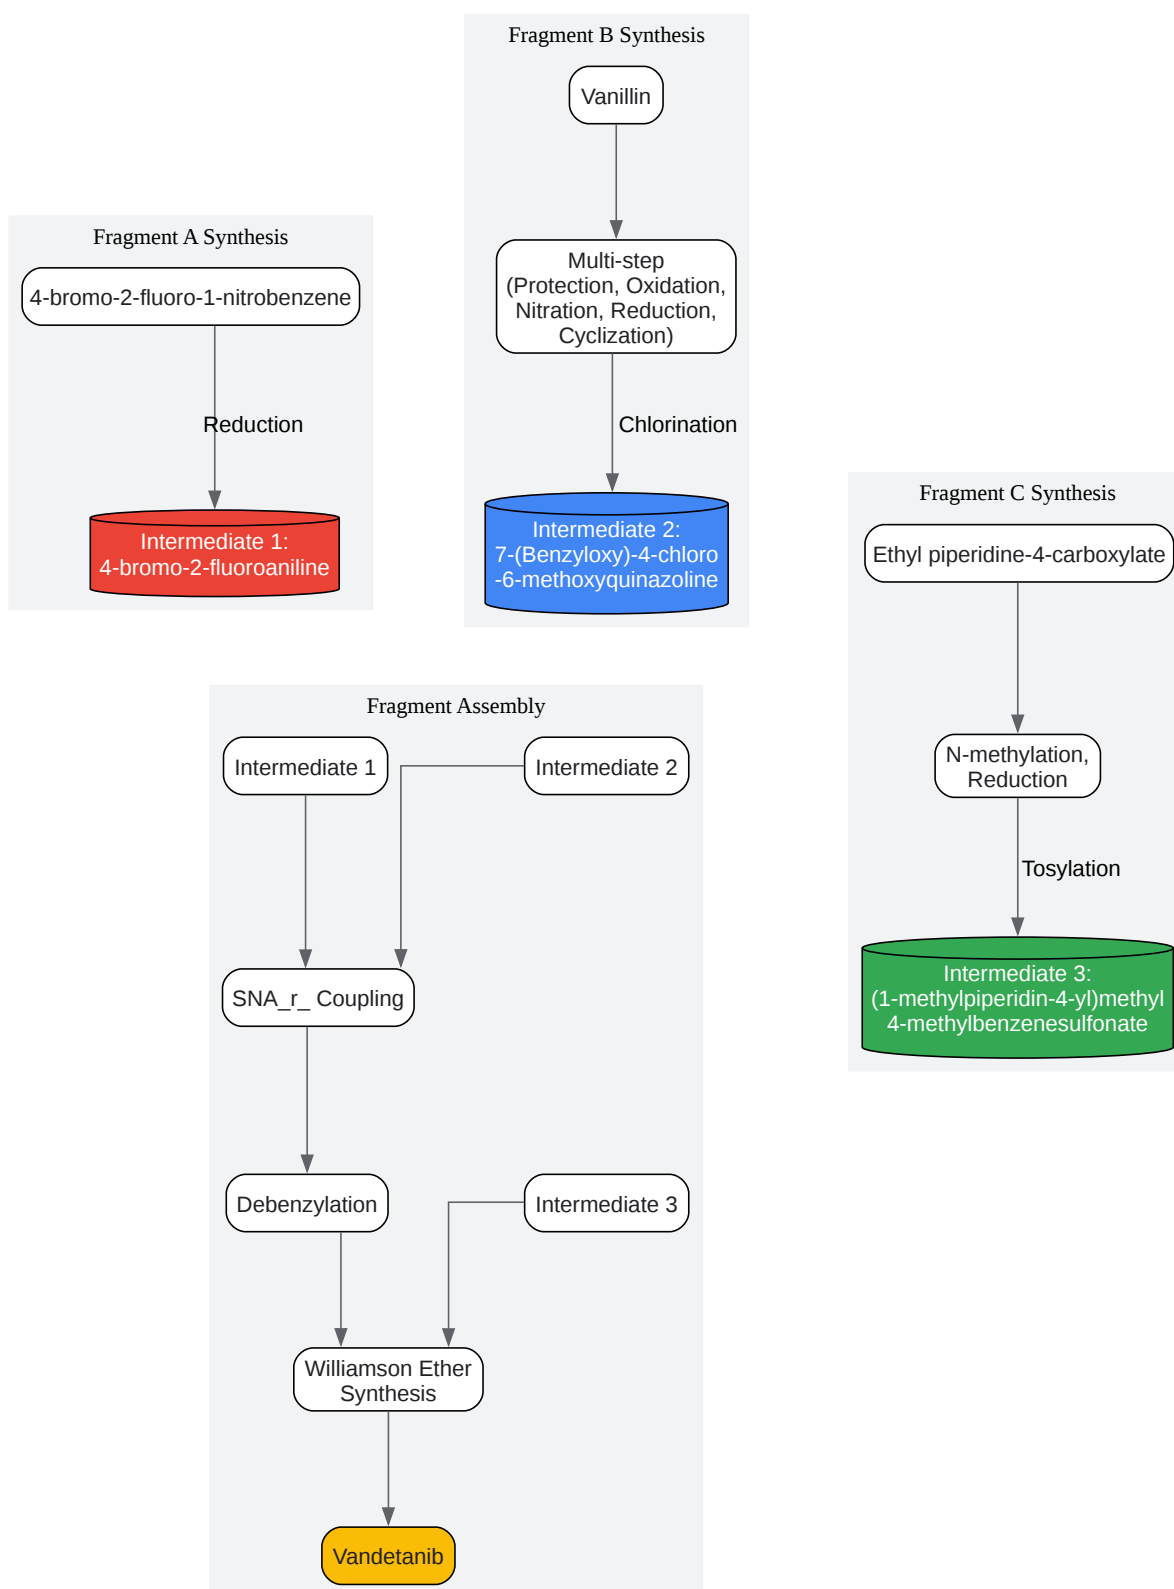 Fragment B Synthesis
Vanillin
Multi-step
(Protection, Oxidation,
Nitration, Reduction,
Cyclization)
Chlorination
Intermediate 2:
7-(Benzyloxy)-4-chloro
-6-methoxyquinazoline
Fragment A Synthesis
4-bromo-2-fluoro-1-nitrobenzene
Reduction
Intermediate 1:
4-bromo-2-fluoroaniline
Fragment C Synthesis
Ethyl piperidine-4-carboxylate
N-methylation,
Reduction
Tosylation
Intermediate 3:
(1-methylpiperidin-4-yl)methyl
4-methylbenzenesulfonate
Fragment Assembly
Intermediate 1
Intermediate 2
SNA_r_ Coupling
Debenzylation
Intermediate 3
Williamson Ether
Synthesis
Vandetanib